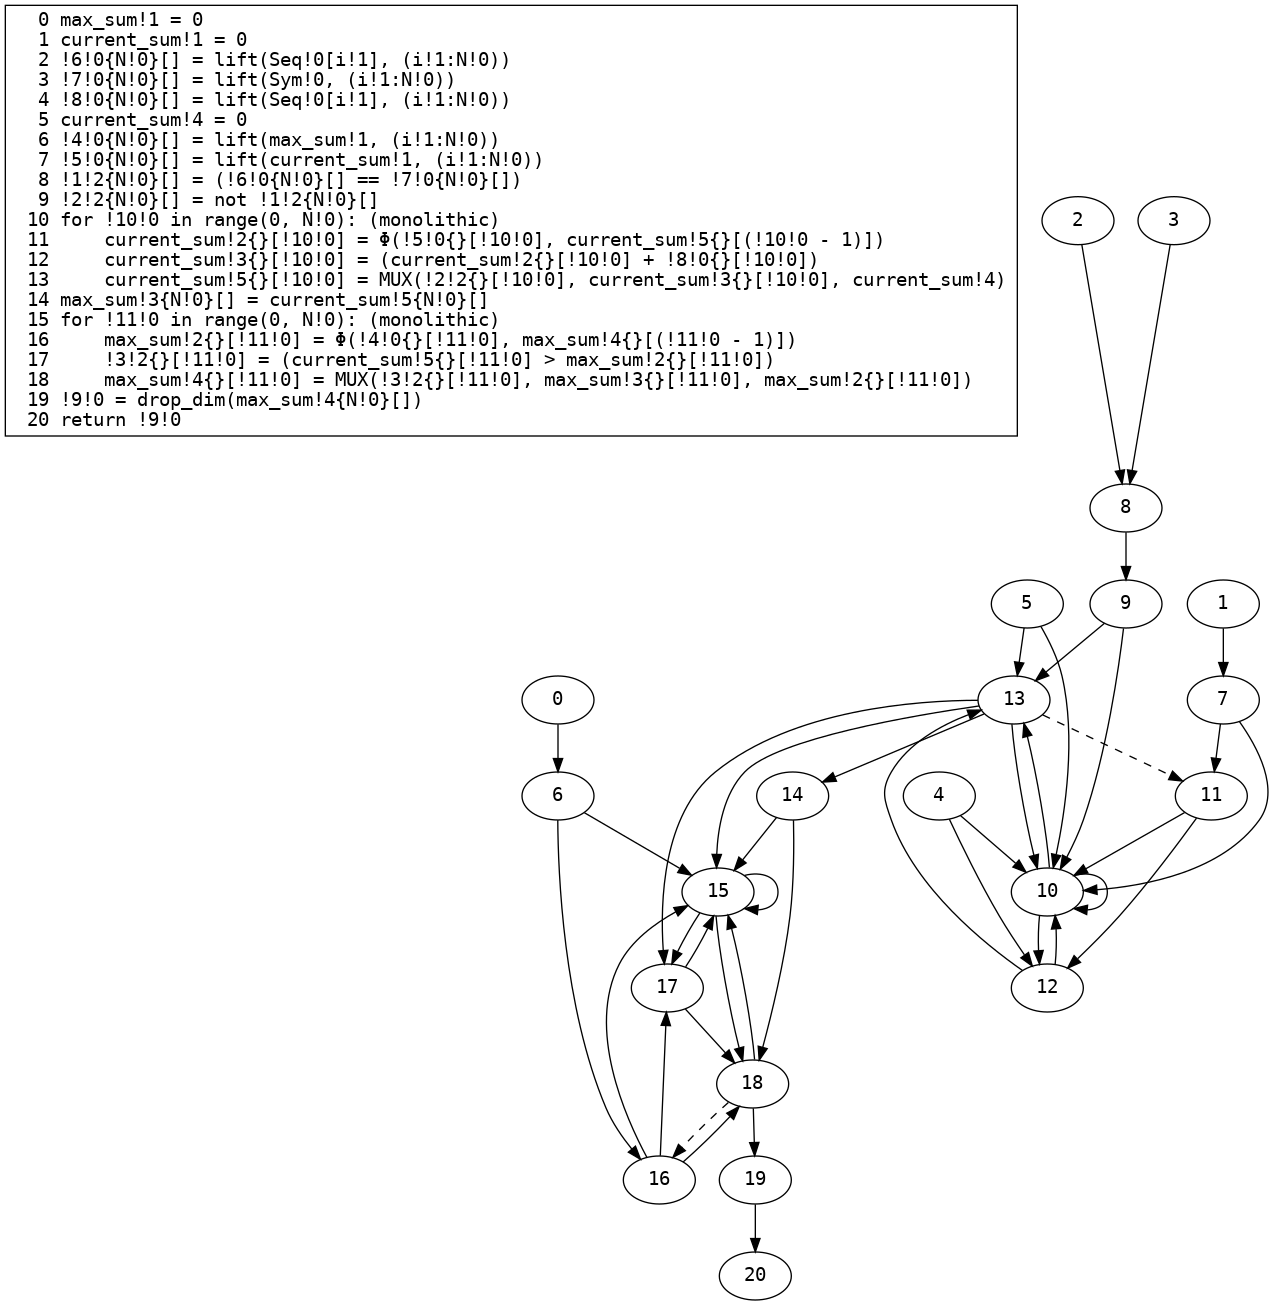 0 max_sum!1 = 0
1 current_sum!1 = 0
2 !6!0{N!0}[] = lift(Seq!0[i!1], (i!1:N!0))
3 !7!0{N!0}[] = lift(Sym!0, (i!1:N!0))
4 !8!0{N!0}[] = lift(Seq!0[i!1], (i!1:N!0))
5 current_sum!4 = 0
6 !4!0{N!0}[] = lift(max_sum!1, (i!1:N!0))
7 !5!0{N!0}[] = lift(current_sum!1, (i!1:N!0))
8 !1!2{N!0}[] = (!6!0{N!0}[] == !7!0{N!0}[])
9 !2!2{N!0}[] = not !1!2{N!0}[]
10 for !10!0 in range(0, N!0): (monolithic)
11     current_sum!2{}[!10!0] = Φ(!5!0{}[!10!0], current_sum!5{}[(!10!0 - 1)])
12     current_sum!3{}[!10!0] = (current_sum!2{}[!10!0] + !8!0{}[!10!0])
13     current_sum!5{}[!10!0] = MUX(!2!2{}[!10!0], current_sum!3{}[!10!0], current_sum!4)
14 max_sum!3{N!0}[] = current_sum!5{N!0}[]
15 for !11!0 in range(0, N!0): (monolithic)
16     max_sum!2{}[!11!0] = Φ(!4!0{}[!11!0], max_sum!4{}[(!11!0 - 1)])
17     !3!2{}[!11!0] = (current_sum!5{}[!11!0] > max_sum!2{}[!11!0])
18     max_sum!4{}[!11!0] = MUX(!3!2{}[!11!0], max_sum!3{}[!11!0], max_sum!2{}[!11!0])
19 !9!0 = drop_dim(max_sum!4{N!0}[])
20 return !9!0
2
3
8
5
9
1
0
13
7
6
14
4
11
15
10
17
12
18
16
19
20